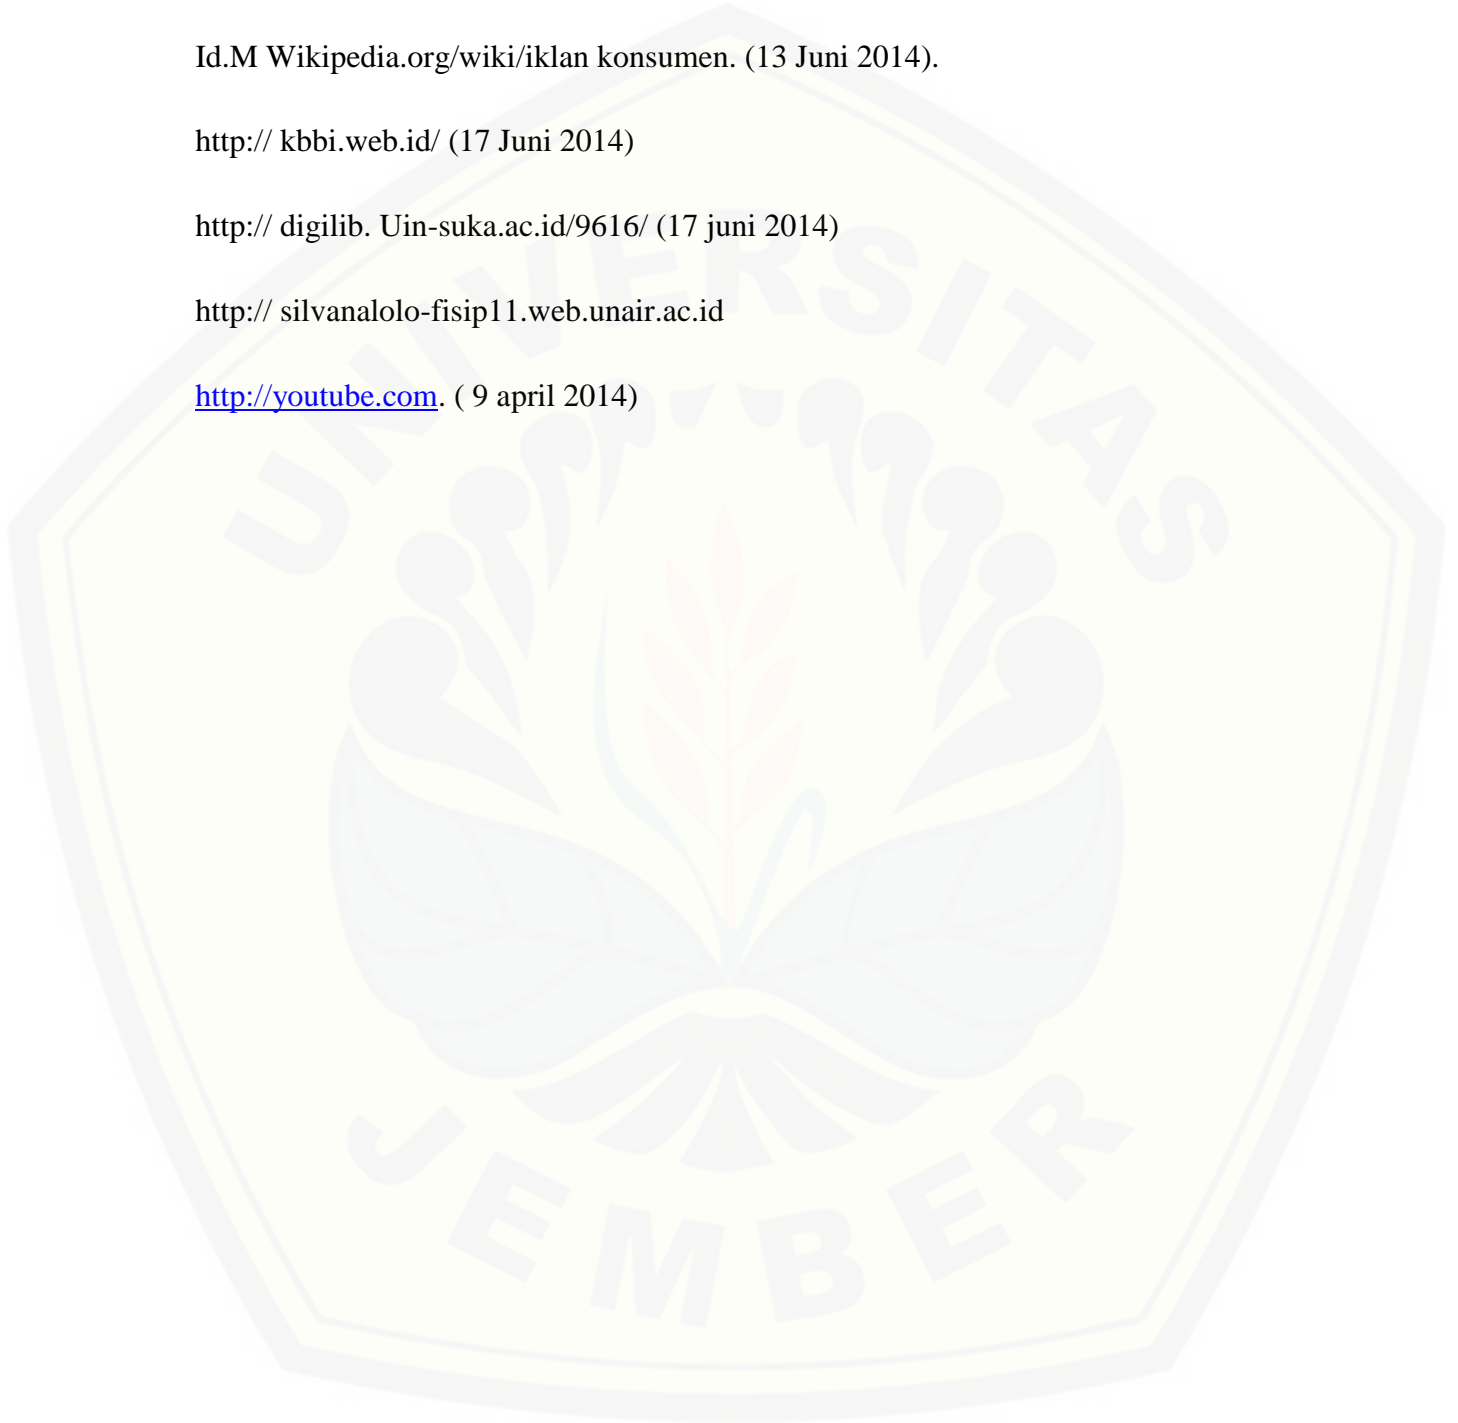 Id.M Wikipedia.org/wiki/iklan konsumen. (13 Juni 2014).
http:// kbbi.web.id/ (17 Juni 2014)
http:// digilib. Uin-suka.ac.id/9616/ (17 juni 2014)
http:// silvanalolo-fisip11.web.unair.ac.id
http://youtube.com. ( 9 april 2014)
UNIVERSITAS
JEMBER